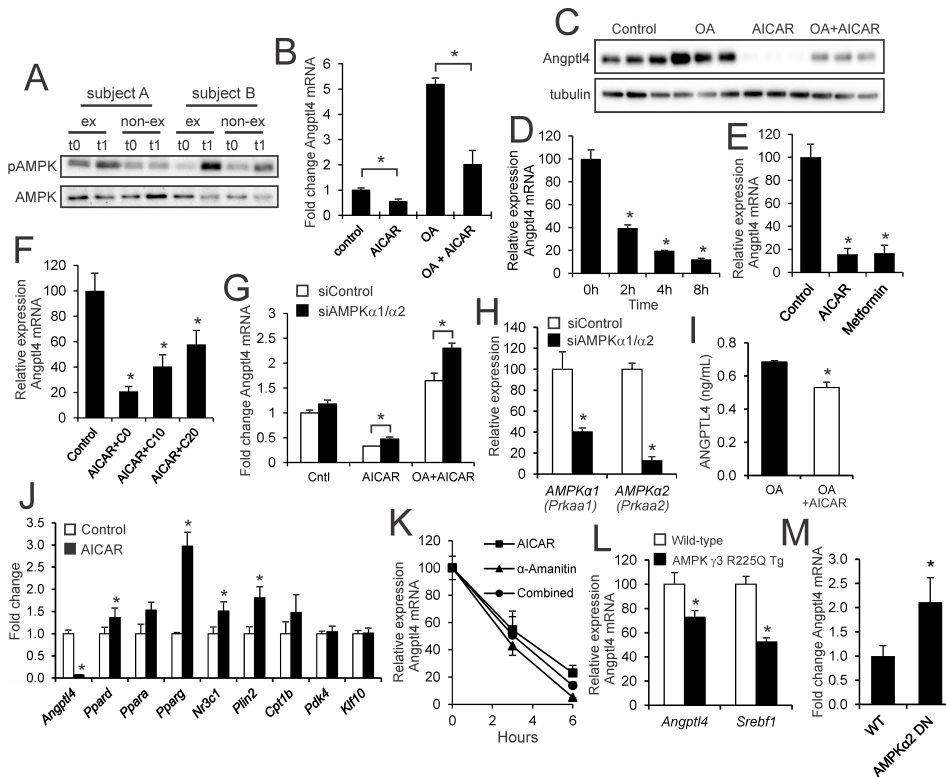 A
subject A subject B
ex non-ex ex non-ex
t0 t1 t0 t1 t0 t1 t0 t1
pAMPK
AMPK
B
Fold change Angptl4 mRNA
6
5
4
3
2
1
0
*
*
control
AICAR
OA
OA + AICAR
C
Control OA AICAR OA+AICAR
Angptl4
tubulin
D
Relative expression
Angptl4 mRNA
120
100
80
60
40
20
0
*
*
*
0h 2h 4h 8h
Time
E
Relative expression
Angptl4 mRNA
120
100
80
60
40
20
0
*
*
Control
AICAR
Metformin
F
Relative expression
Angptl4 mRNA
120
100
80
60
40
20
0
*
*
*
Control
AICAR+C0
AICAR+C10
AICAR+C20
G
siControl
siAMPKα1/α2
Fold change Angptl4 mRNA
3
2.5
2
1.5
1
0.5
0
*
*
Cntl AICAR OA+AICAR
H
siControl
siAMPKα1/α2
Relative expression
140
120
100
80
60
40
20
0
*
*
AMPKα1 AMPKα2
(Prkaa1) (Prkaa2)
I
ANGPTL4 (ng/mL)
0.8
0.6
0.4
0.2
0.0
*
OA OA
+AICAR
J
Control
AICAR
Fold change
3.5
3.0
2.5
2.0
1.5
1.0
0.5
0.0
*
*
*
*
*
Angptl4
Ppard
Ppara
Pparg
Nr3c1
Plin2
Cpt1b
Pdk4
Klf10
K
AICAR
α-Amanitin
Combined
Relative expression
Angptl4 mRNA
120
100
80
60
40
20
0
0 2 4 6
Hours
L
Wild-type
AMPK γ3 R225Q Tg
Relative expression
Angptl4 mRNA
120
100
80
60
40
20
0
*
*
Angptl4 Srebf1
M
Fold change Angptl4 mRNA
3.0
2.5
2.0
1.5
1.0
0.5
0.0
*
WT
AMPKα2 DN